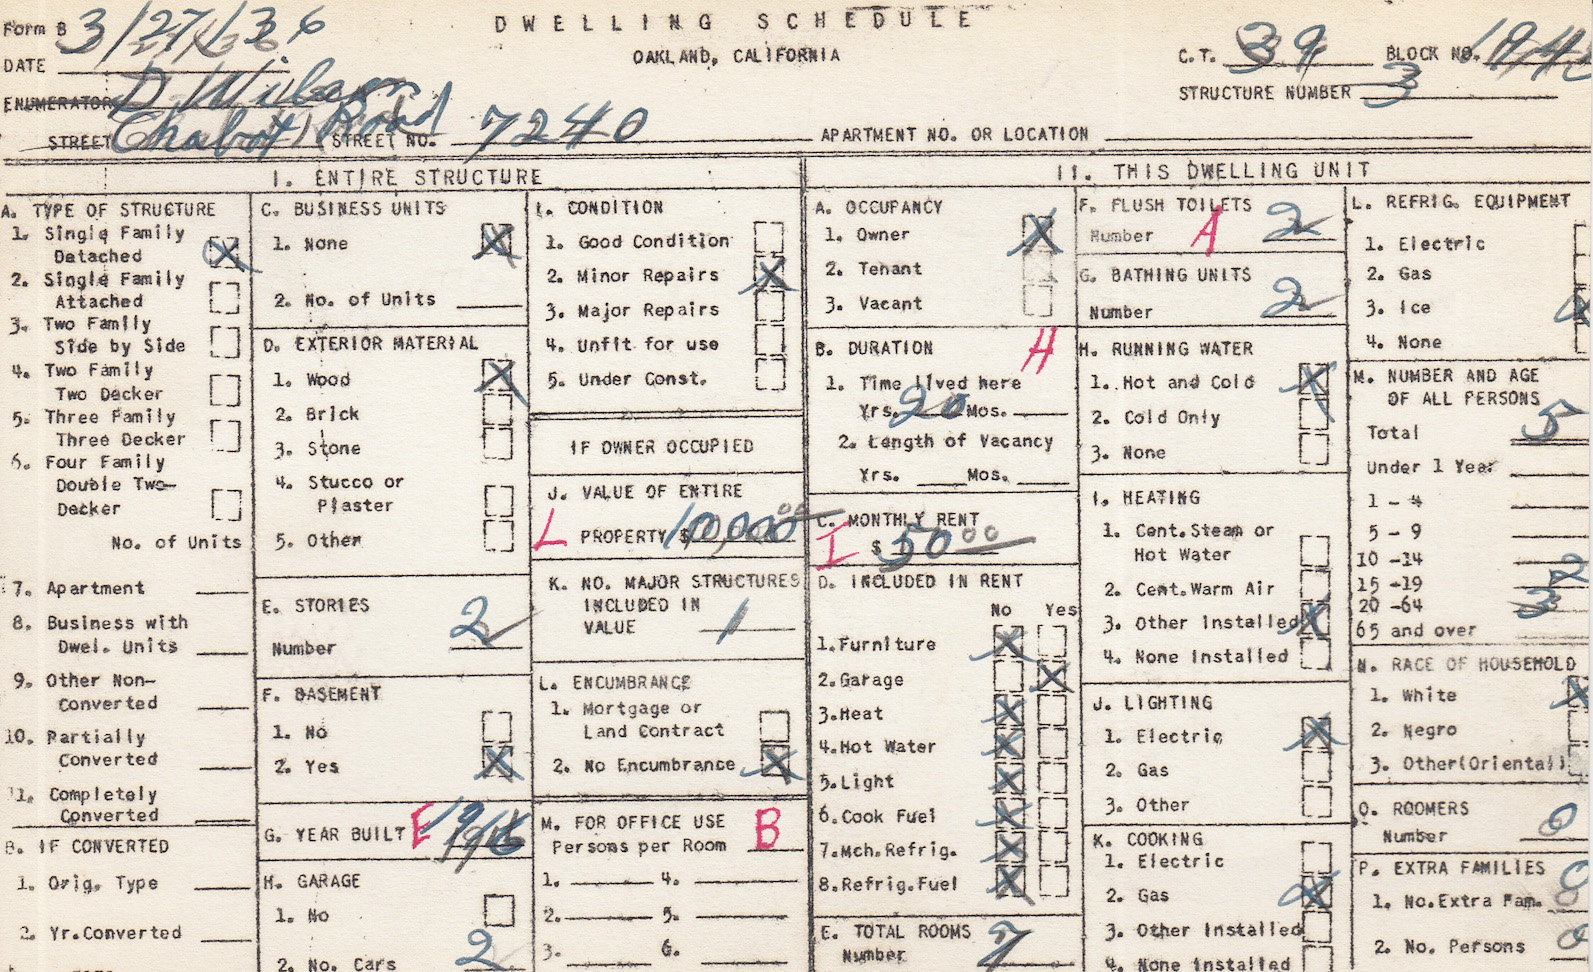 DWELLING SCHEDULE
OAKLAND, CALIFORNIA
Form B
DATE 3/27/36
C.T. 39 BLOCK NO.
STRUCTURE NUMBER 3
ENUMERATOR D Wilson
STREET Chabot Road STREET NO. 7240
APARTMENT NO. OR LOCATION
I. ENTIRE STRUCTURE
A. TYPE OF STRUCTURE
1. Single Family
Detached X
2. Single Family
Attached
3. Two Family
Side by Side
4. Two Family
Two Decker
5. Three Family
Three Decker
6. Four Family
Double Two-
Decker
No. of Units
7. Apartment
8. Business with
Dwel. Units
9. Other Non-
Converted
10. Partially
Converted
11. Completely
Converted
B. IF CONVERTED
1. Orig. Type
2. Yr.Converted
C. BUSINESS UNITS
1. None X
2. No. of Units
D. EXTERIOR MATERIAL
1. Wood X
2. Brick
3. Stone
4. Stucco or
Plaster
5. Other
E. STORIES
Number 2
F. BASEMENT
1. No
2. Yes X
G. YEAR BUILT E 1916
H. GARAGE
1. No
2. No. Cars 2
I. CONDITION
1. Good Condition
2. Minor Repairs X
3. Major Repairs
4. Unfit for use
5. Under Const.
IF OWNER OCCUPIED
J. VALUE OF ENTIRE
L PROPERTY $ 10,000 00
K. NO. MAJOR STRUCTURES
INCLUDED IN
VALUE 1
L. ENCUMBRANCE
1. Mortgage or
Land Contract
2. No Encumbrance X
M. FOR OFFICE USE B
Persons per Room
1. 4.
2. 5.
3. 6.
II. THIS DWELLING UNIT
A. OCCUPANCY
1. Owner X
2. Tenant
3. Vacant
B. DURATION H
1. Time lived here
Yrs. 20 Mos.
2. Length of Vacancy
Yrs. Mos.
C. MONTHLY RENT
I $ 50 00
D. INCLUDED IN RENT
No Yes
1.Furniture X
2.Garage X
3.Heat X
4.Hot Water X
5.Light X
6.Cook Fuel X
7.Mch.Refrig. X
8.Refrig.Fuel X
E. TOTAL ROOMS
Number 7
F. FLUSH TOILETS
Number A 2
G. BATHING UNITS
Number 2
H. RUNNING WATER
1. Hot and Cold X
2. Cold Only
3. None
I. HEATING
1. Cent.Steam or
Hot Water
2. Cent.Warm Air
3. Other Installed X
4. None Installed
J. LIGHTING
1. Electric X
2. Gas
3. Other
K. COOKING
1. Electric
2. Gas X
3. Other Installed
4. None Installed
L. REFRIG. EQUIPMENT
1. Electric
2. Gas
3. Ice X
4. None
M. NUMBER AND AGE
OF ALL PERSONS
Total 5
Under 1 Year
1 - 4
5 - 9
10 -14
15 -19 2
20 -64 3
65 and over
N. RACE OF HOUSEHOLD
1. White X
2. Negro
3. Other(Oriental)
O. ROOMERS
Number 0
P. EXTRA FAMILIES
1. No.Extra Fam. 0
2. No. Persons 0